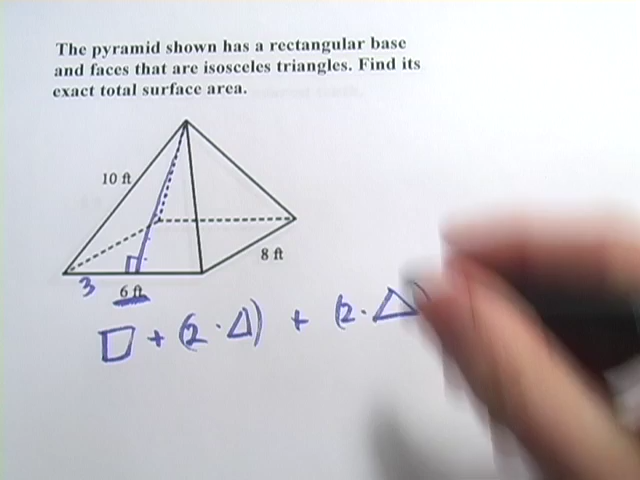 The pyramid shown has a rectangular base
and faces that are isosceles triangles. Find its
exact total surface area.
10 ft
8 ft
3
6 ft
□ + (2 · △) + (2 · △)